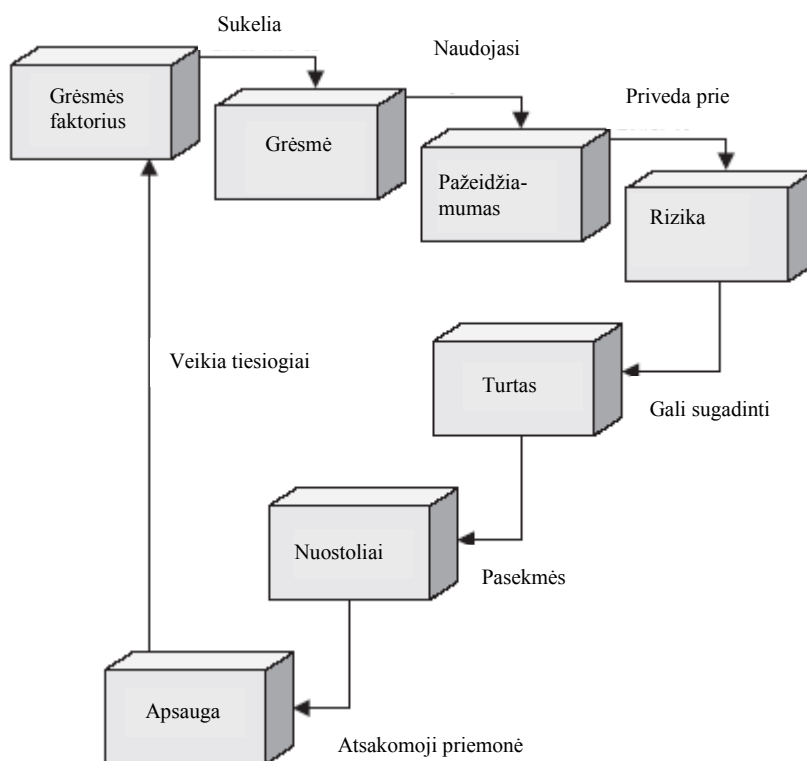 Sukelia
Naudojasi
Priveda prie
Grėsmės
faktorius
Grėsmė
Pažeidžia-
mumas
Rizika
Veikia tiesiogiai
Turtas
Gali sugadinti
Nuostoliai
Pasekmės
Apsauga
Atsakomoji priemonė